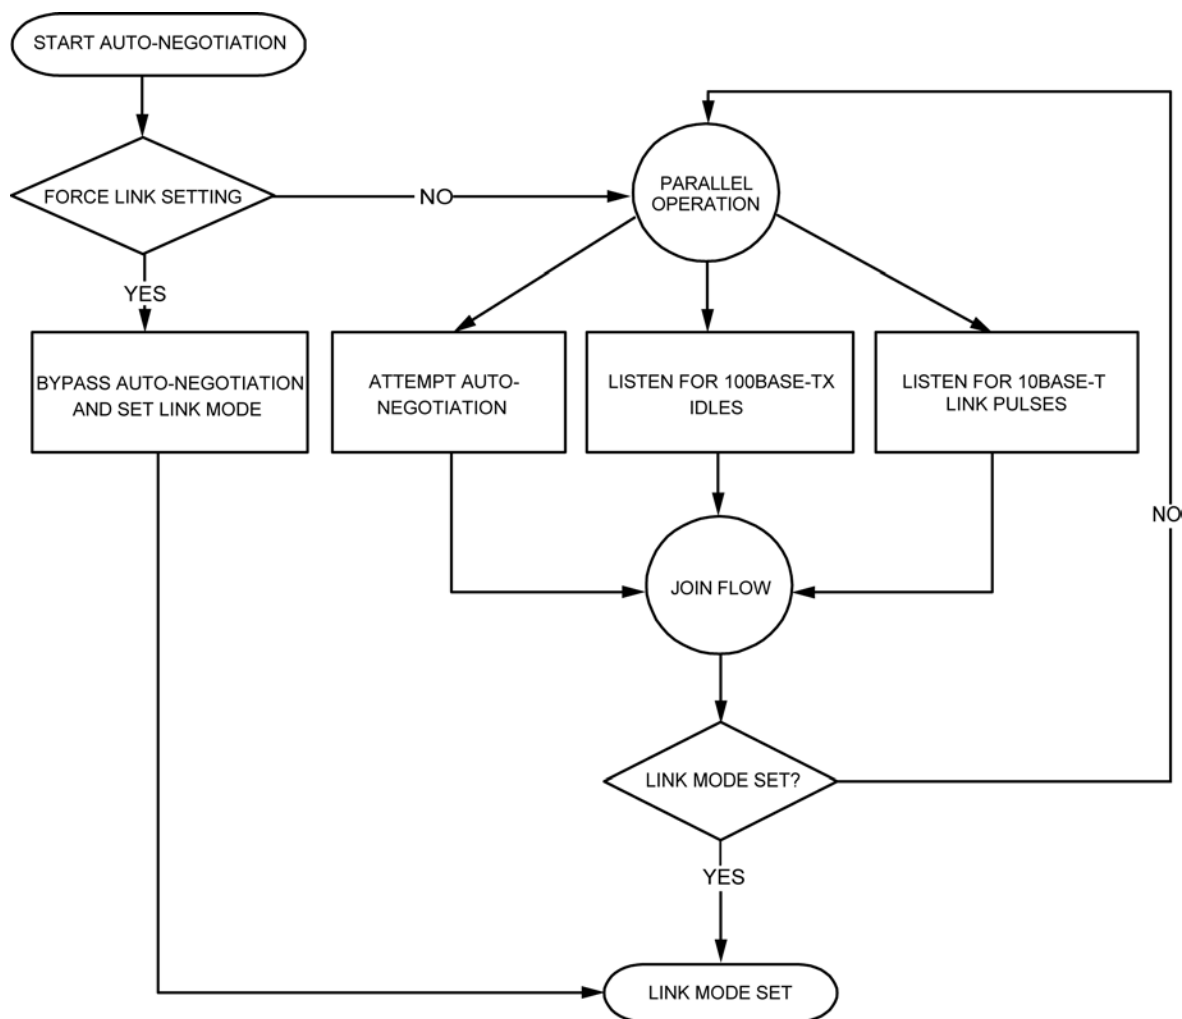 START AUTO-NEGOTIATION
FORCE LINK SETTING
NO
PARALLEL
OPERATION
YES
BYPASS AUTO-NEGOTIATION
AND SET LINK MODE
ATTEMPT AUTO-
NEGOTIATION
LISTEN FOR 100BASE-TX
IDLES
LISTEN FOR 10BASE-T
LINK PULSES
NO
JOIN FLOW
LINK MODE SET?
YES
LINK MODE SET